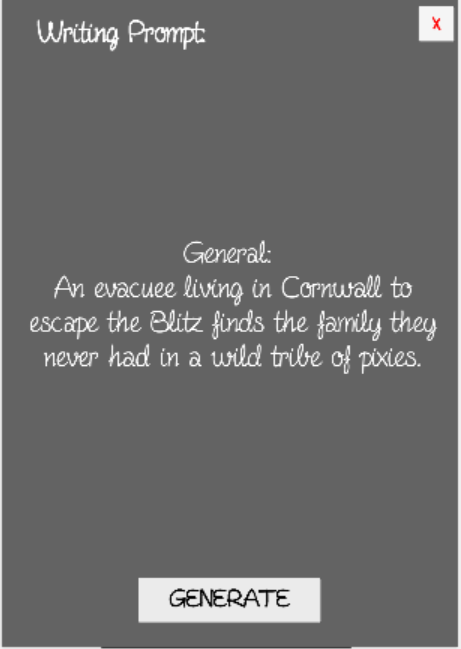 Writing Prompt:
X
General:
An evacuee living in Cornwall to
escape the Blitz finds the family they
never had in a wild tribe of pixies.
GENERATE